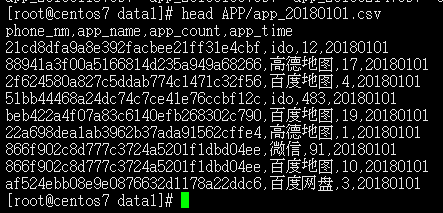 [root@centos7 data1]# head APP/app_20180101.csv
phone_nm,app_name,app_count,app_time
21cd8dfa9a8e392facbee21ff31e4cbf,ido,12,20180101
88941a3f00a5166814d235a949a68266,高德地图,17,20180101
2f624580a827c5ddab774c1471c32f56,百度地图,4,20180101
51bb44468a24dc74c7ce41e76ccbf12c,ido,483,20180101
beb422a4f07a83c6140efb268302c790,百度地图,19,20180101
22a698dea1ab3962b37ada91562cffe4,高德地图,1,20180101
866f902c8d777c3724a5201f1dbd04ee,微信,91,20180101
866f902c8d777c3724a5201f1dbd04ee,百度地图,10,20180101
af524ebb08e9e0876632d1178a22ddc6,百度网盘,3,20180101
[root@centos7 data1]#